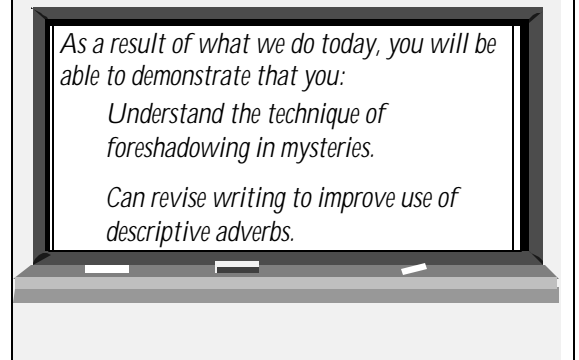 As a result of what we do today, you will be
able to demonstrate that you:
Understand the technique of
foreshadowing in mysteries.
Can revise writing to improve use of
descriptive adverbs.